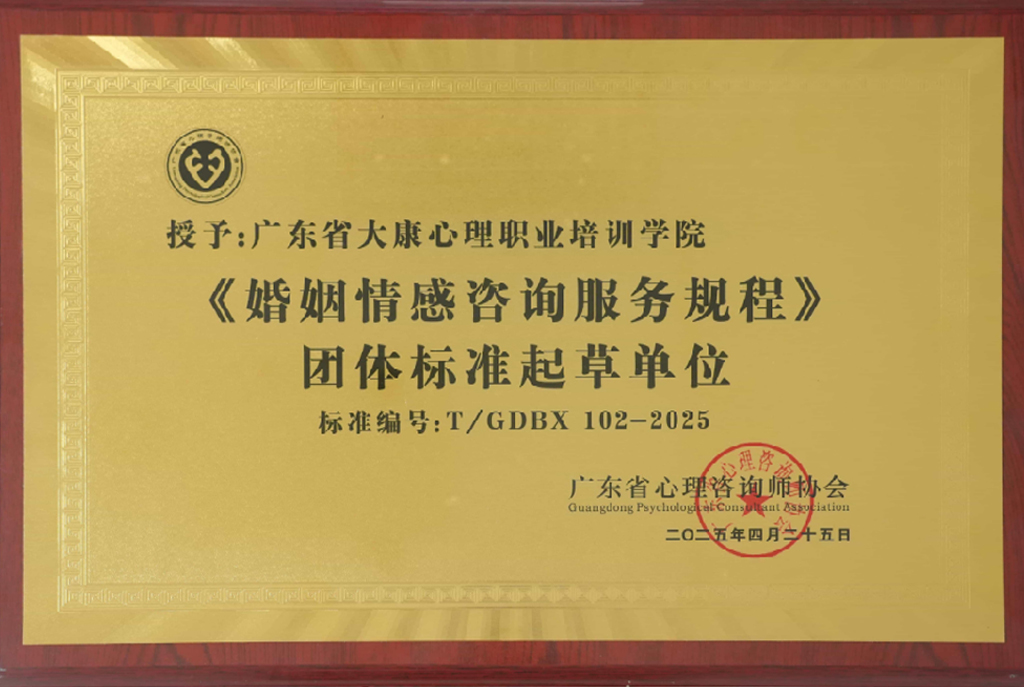 授予:广东省大康心理职业培训学院
《婚姻情感咨询服务规程》
团体标准起草单位
标准编号:T/GDBX 102-2025
广东省心理咨询师协会
Guangdong Psychological Consultant Association
二〇二五年四月二十五日